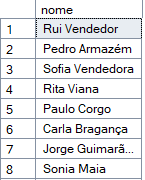 nome
1 Rui Vendedor
2 Pedro Armazém
3 Sofia Vendedora
4 Rita Viana
5 Paulo Corgo
6 Carla Bragança
7 Jorge Guimarã...
8 Sonia Maia